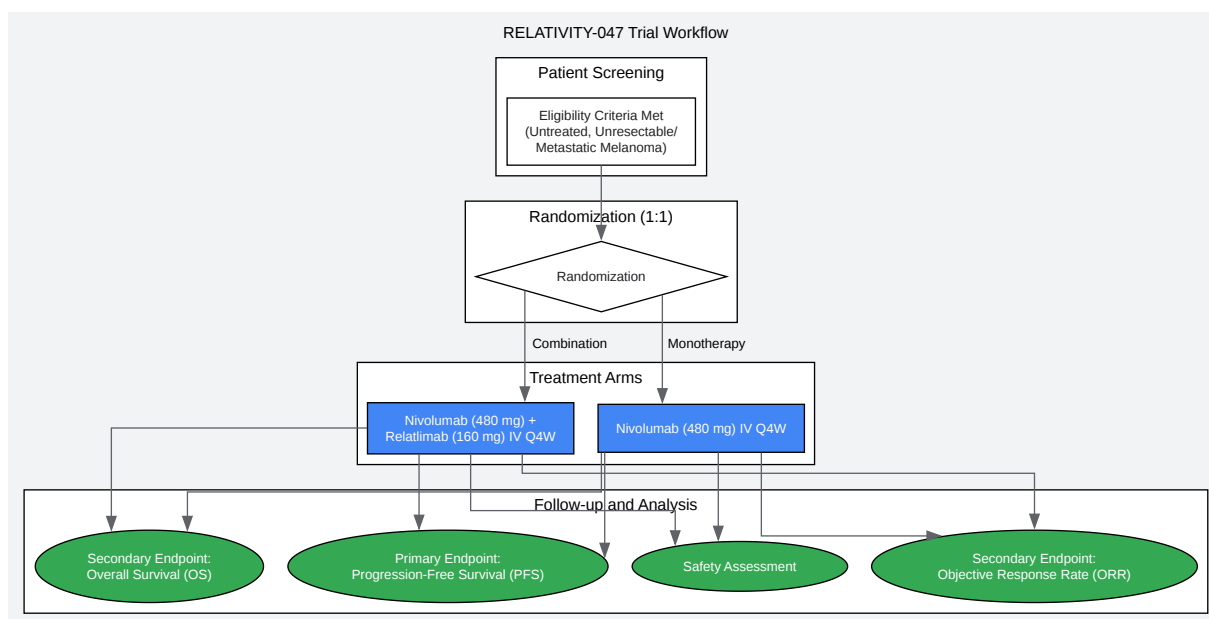 RELATIVITY-047 Trial Workflow
Patient Screening
Eligibility Criteria Met
(Untreated, Unresectable/
Metastatic Melanoma)
Randomization (1:1)
Randomization
Combination
Monotherapy
Treatment Arms
Nivolumab (480 mg) +
Relatlimab (160 mg) IV Q4W
Nivolumab (480 mg) IV Q4W
Follow-up and Analysis
Secondary Endpoint:
Overall Survival (OS)
Primary Endpoint:
Progression-Free Survival (PFS)
Safety Assessment
Secondary Endpoint:
Objective Response Rate (ORR)